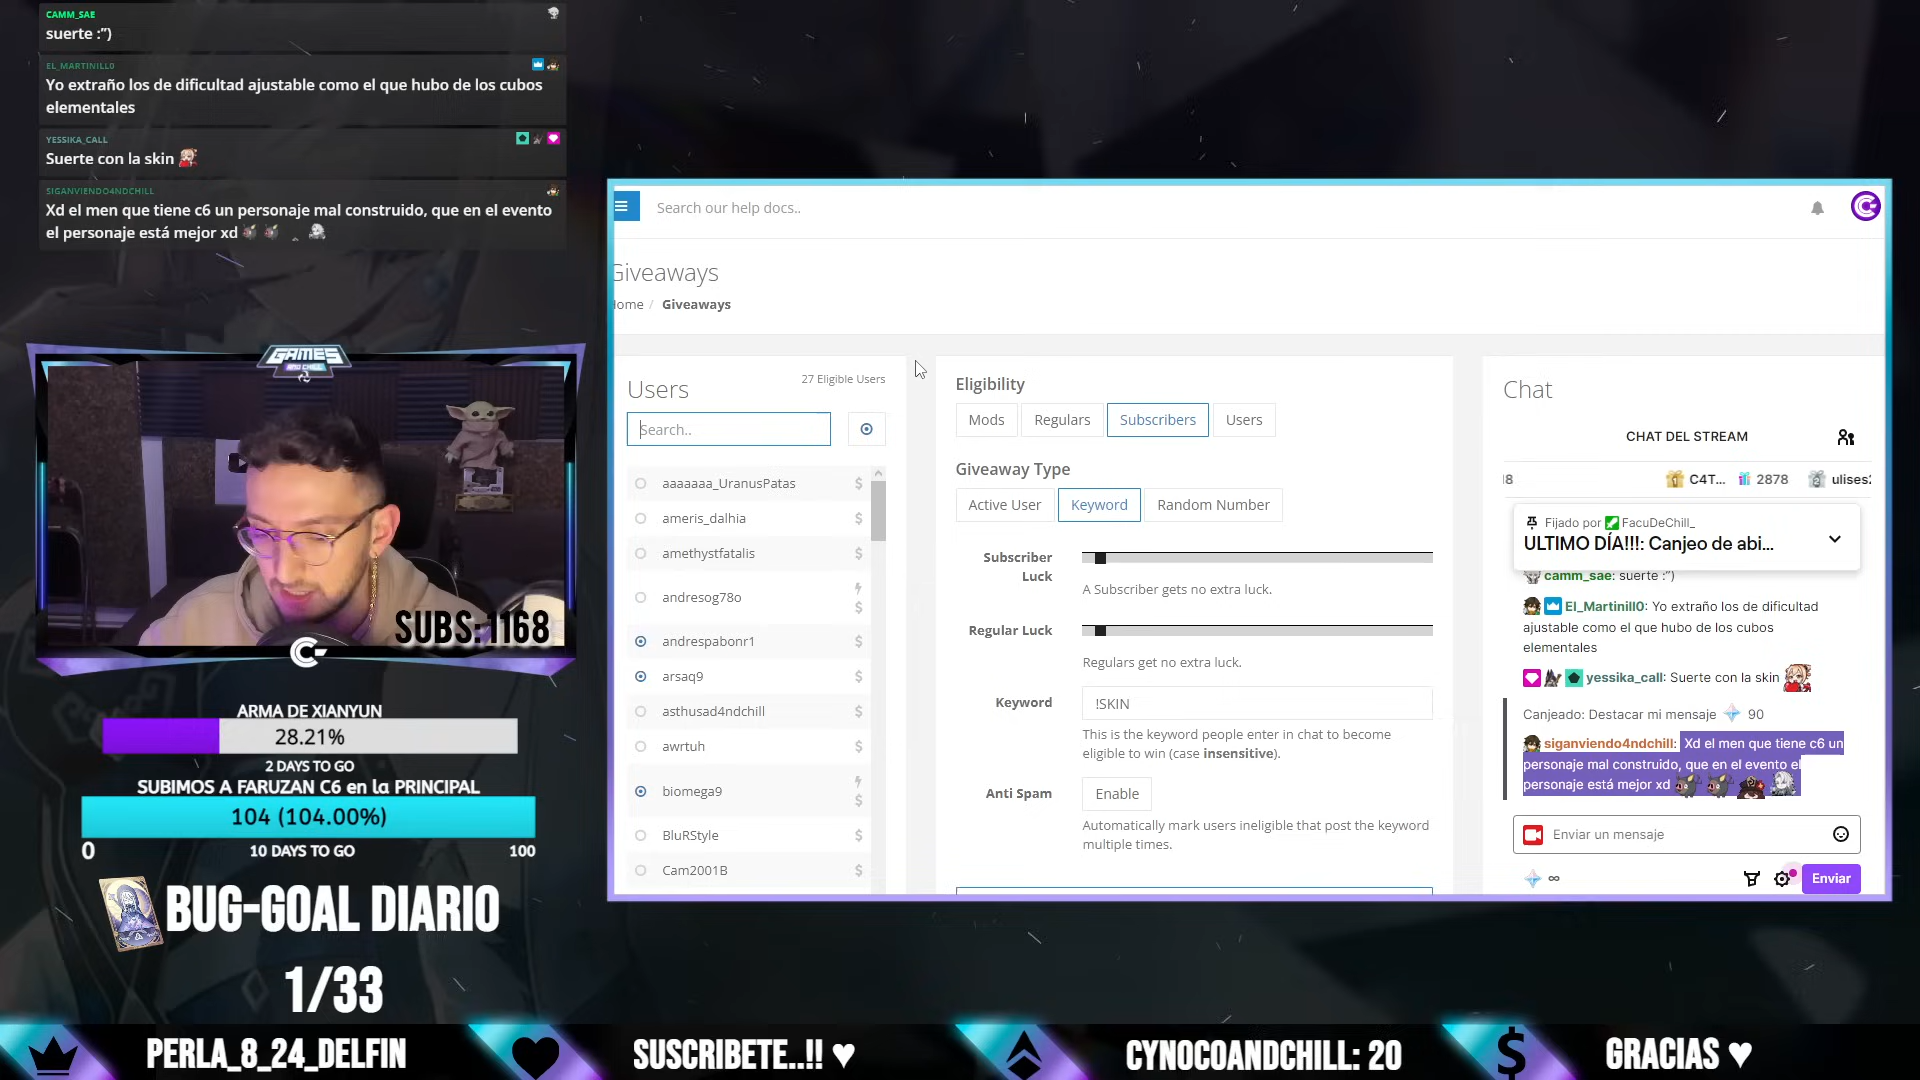 CAMM_SAE
suerte :”)
EL_MARTINILL0
Yo extraño los de dificultad ajustable como el que hubo de los cubos
elementales
YESSIKA_CALL
Suerte con la skin
SIGANVIENDO4NDCHILL
Xd el men que tiene c6 un personaje mal construido, que en el evento
el personaje está mejor xd
GAMES
AND CHILL
SUBS:1168
ARMA DE XIANYUN
28.21%
2 DAYS TO GO
SUBIMOS A FARUZAN C6 en la PRINCIPAL
104 (104.00%)
0
10 DAYS TO GO
100
BUG-GOAL DIARIO
1/33
Search our help docs..
Giveaways
Home / Giveaways
Users
27 Eligible Users
Search..
aaaaaaa_UranusPatas
$
ameris_dalhia
$
amethystfatalis
$
andresog78o
$
andrespabonr1
$
arsaq9
$
asthusad4ndchill
$
awrtuh
$
biomega9
$
BluRStyle
$
Cam2001B
$
Eligibility
Mods
Regulars
Subscribers
Users
Giveaway Type
Active User
Keyword
Random Number
Subscriber
Luck
A Subscriber gets no extra luck.
Regular Luck
Regulars get no extra luck.
Keyword
!SKIN
This is the keyword people enter in chat to become
eligible to win (case insensitive).
Anti Spam
Enable
Automatically mark users ineligible that post the keyword
multiple times.
Chat
CHAT DEL STREAM
C4T...
2878
ulises
Fijado por FacuDeChill_
ULTIMO DÍA!!!: Canjeo de abi...
camm_sae: suerte :”)
El_Martinill0: Yo extraño los de dificultad
ajustable como el que hubo de los cubos
elementales
yessika_call: Suerte con la skin
Canjeado: Destacar mi mensaje 90
siganviendo4ndchill: Xd el men que tiene c6 un
personaje mal construido, que en el evento el
personaje está mejor xd
Enviar un mensaje
∞
Enviar
PERLA_8_24_DELFIN
SUSCRIBETE..!! ♥
CYNOCOANDCHILL: 20
$
GRACIAS ♥